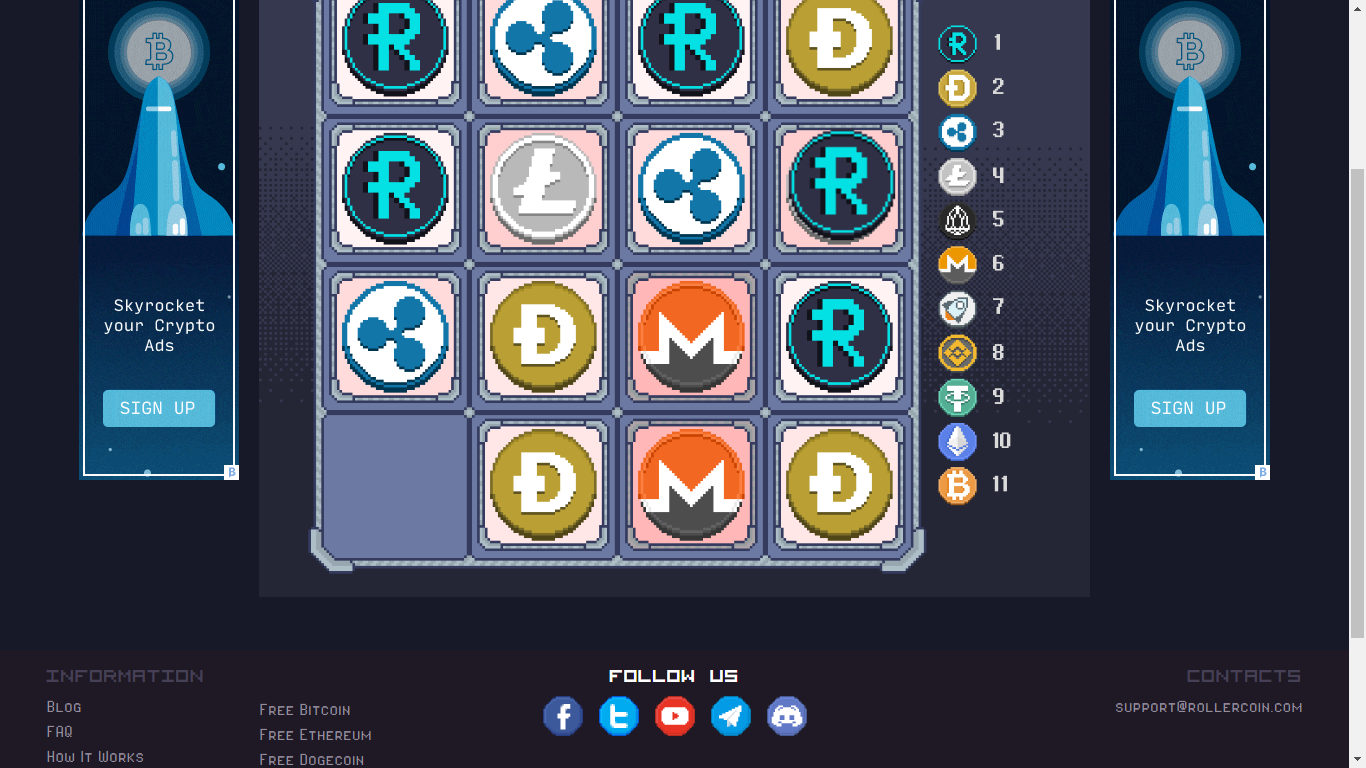 Skyrocket
your Crypto
Ads
SIGN UP
1
2
3
4
5
6
7
8
9
10
11
Skyrocket
your Crypto
Ads
SIGN UP
INFORMATION
Blog
FAQ
How It Works
Free Bitcoin
Free Ethereum
Free Dogecoin
FOLLOW US
CONTACTS
support@rollercoin.com